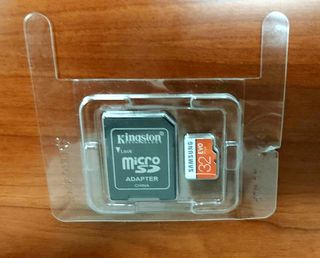 Kingston
Lock
micro
SD
ADAPTER
CHINA
SAMSUNG
32
EVO